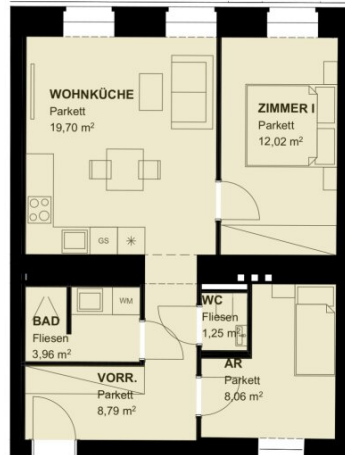 WOHNKÜCHE
Parkett
19,70 m²
ZIMMER I
Parkett
12,02 m²
GS
BAD
Fliesen
3,96 m²
WM
WC
Fliesen
1,25 m²
VORR.
Parkett
8,79 m²
AR
Parkett
8,06 m²